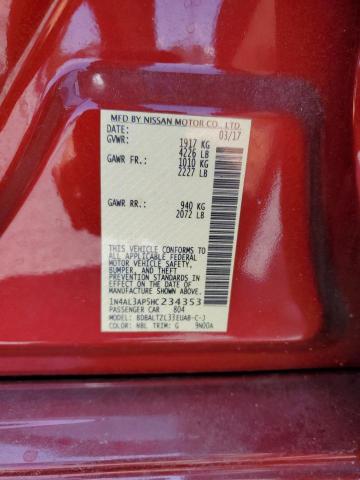 MFD BY NISSAN MOTOR CO., LTD.
DATE: 03/17
GVWR: 1917 KG
4226 LB
GAWR FR.: 1010 KG
2227 LB
GAWR RR.: 940 KG
2072 LB
THIS VEHICLE CONFORMS TO
ALL APPLICABLE FEDERAL
MOTOR VEHICLE SAFETY,
BUMPER, AND THEFT
PREVENTION STANDARDS
IN EFFECT ON THE DATE
OF MANUFACTURE SHOWN ABOVE.
1N4AL3AP5HC234353
PASSENGER CAR 804
MODEL: BDBALTZL33EUAB-C-J
COLOR: NBL TRIM: G 9N00A